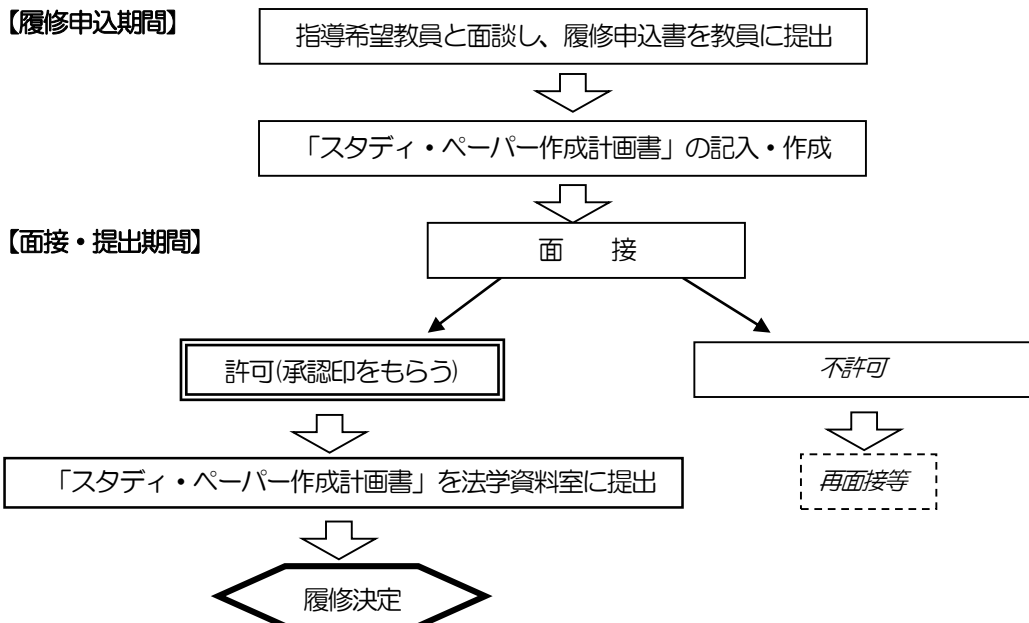 【履修申込期間】
指導希望教員と面談し、履修申込書を教員に提出
「スタディ・ペーパー作成計画書」の記入・作成
【面接・提出期間】
面　接
許可(承認印をもらう)
不許可
「スタディ・ペーパー作成計画書」を法学資料室に提出
再面接等
履修決定